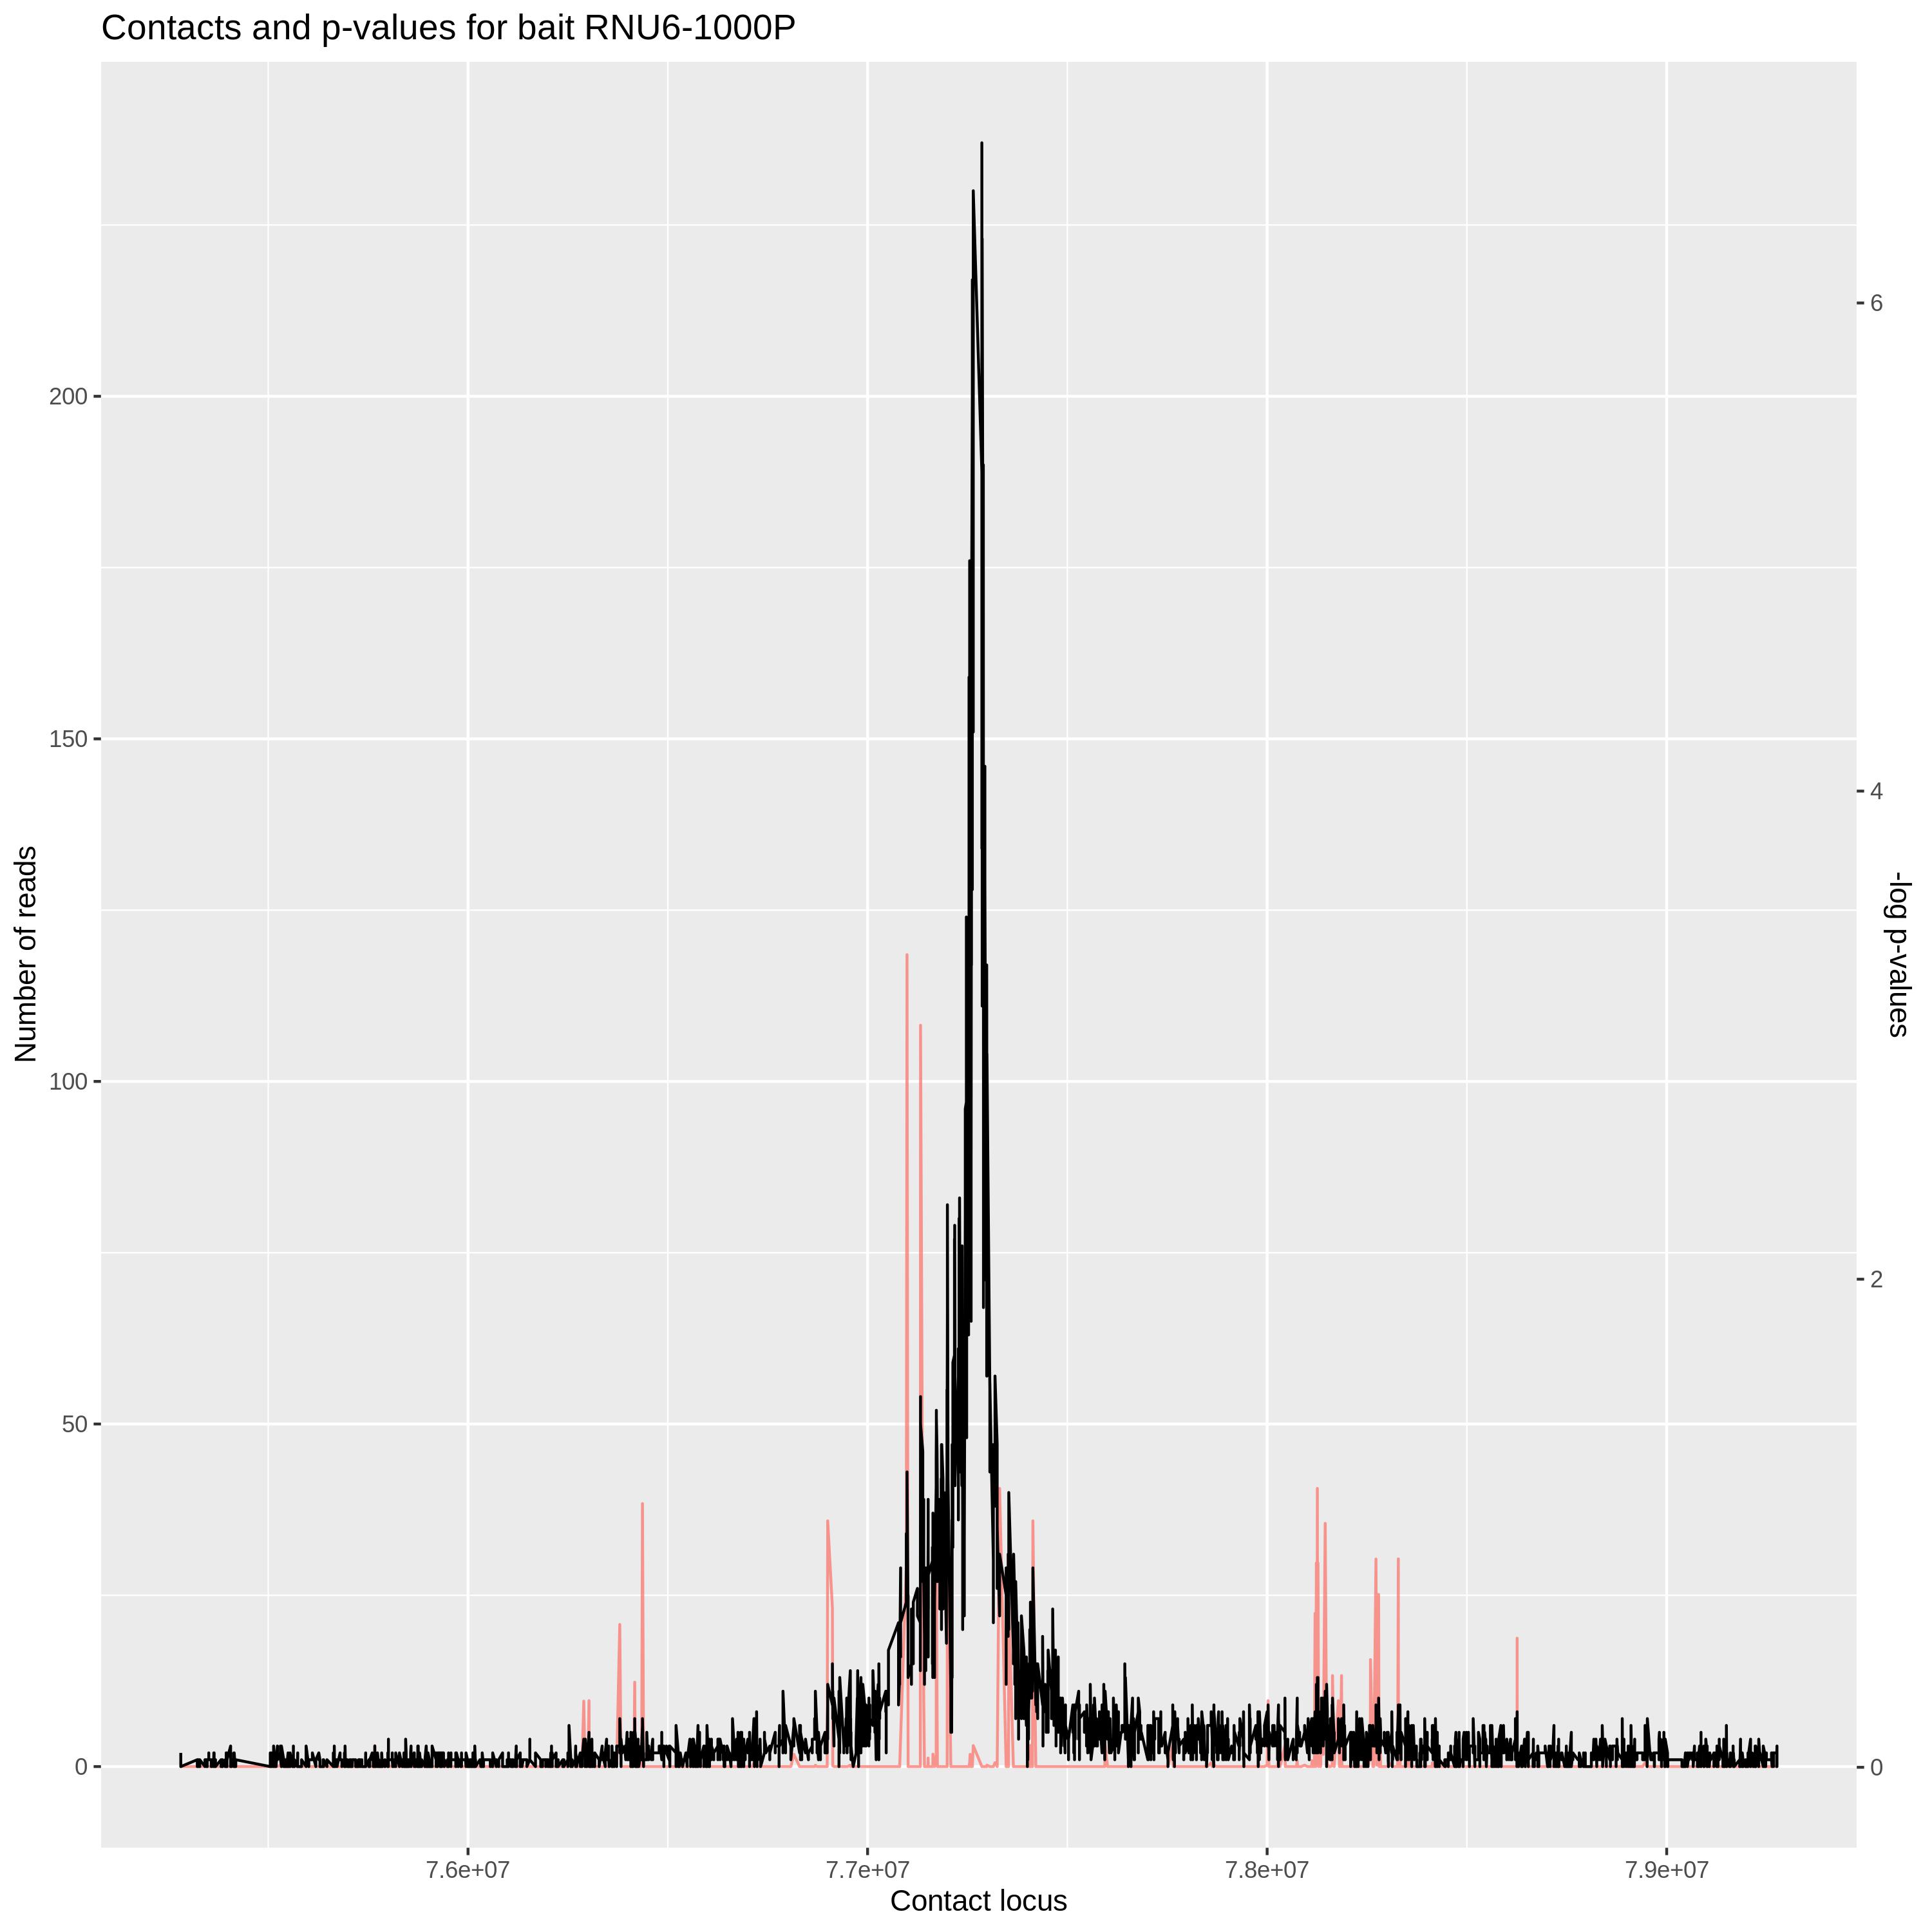 Contacts and p-values for bait RNU6-1000P
200
150
100
50
0
Number of reads
6
4
2
0
-log p-values
7.6e+07
7.7e+07
7.8e+07
7.9e+07
Contact locus